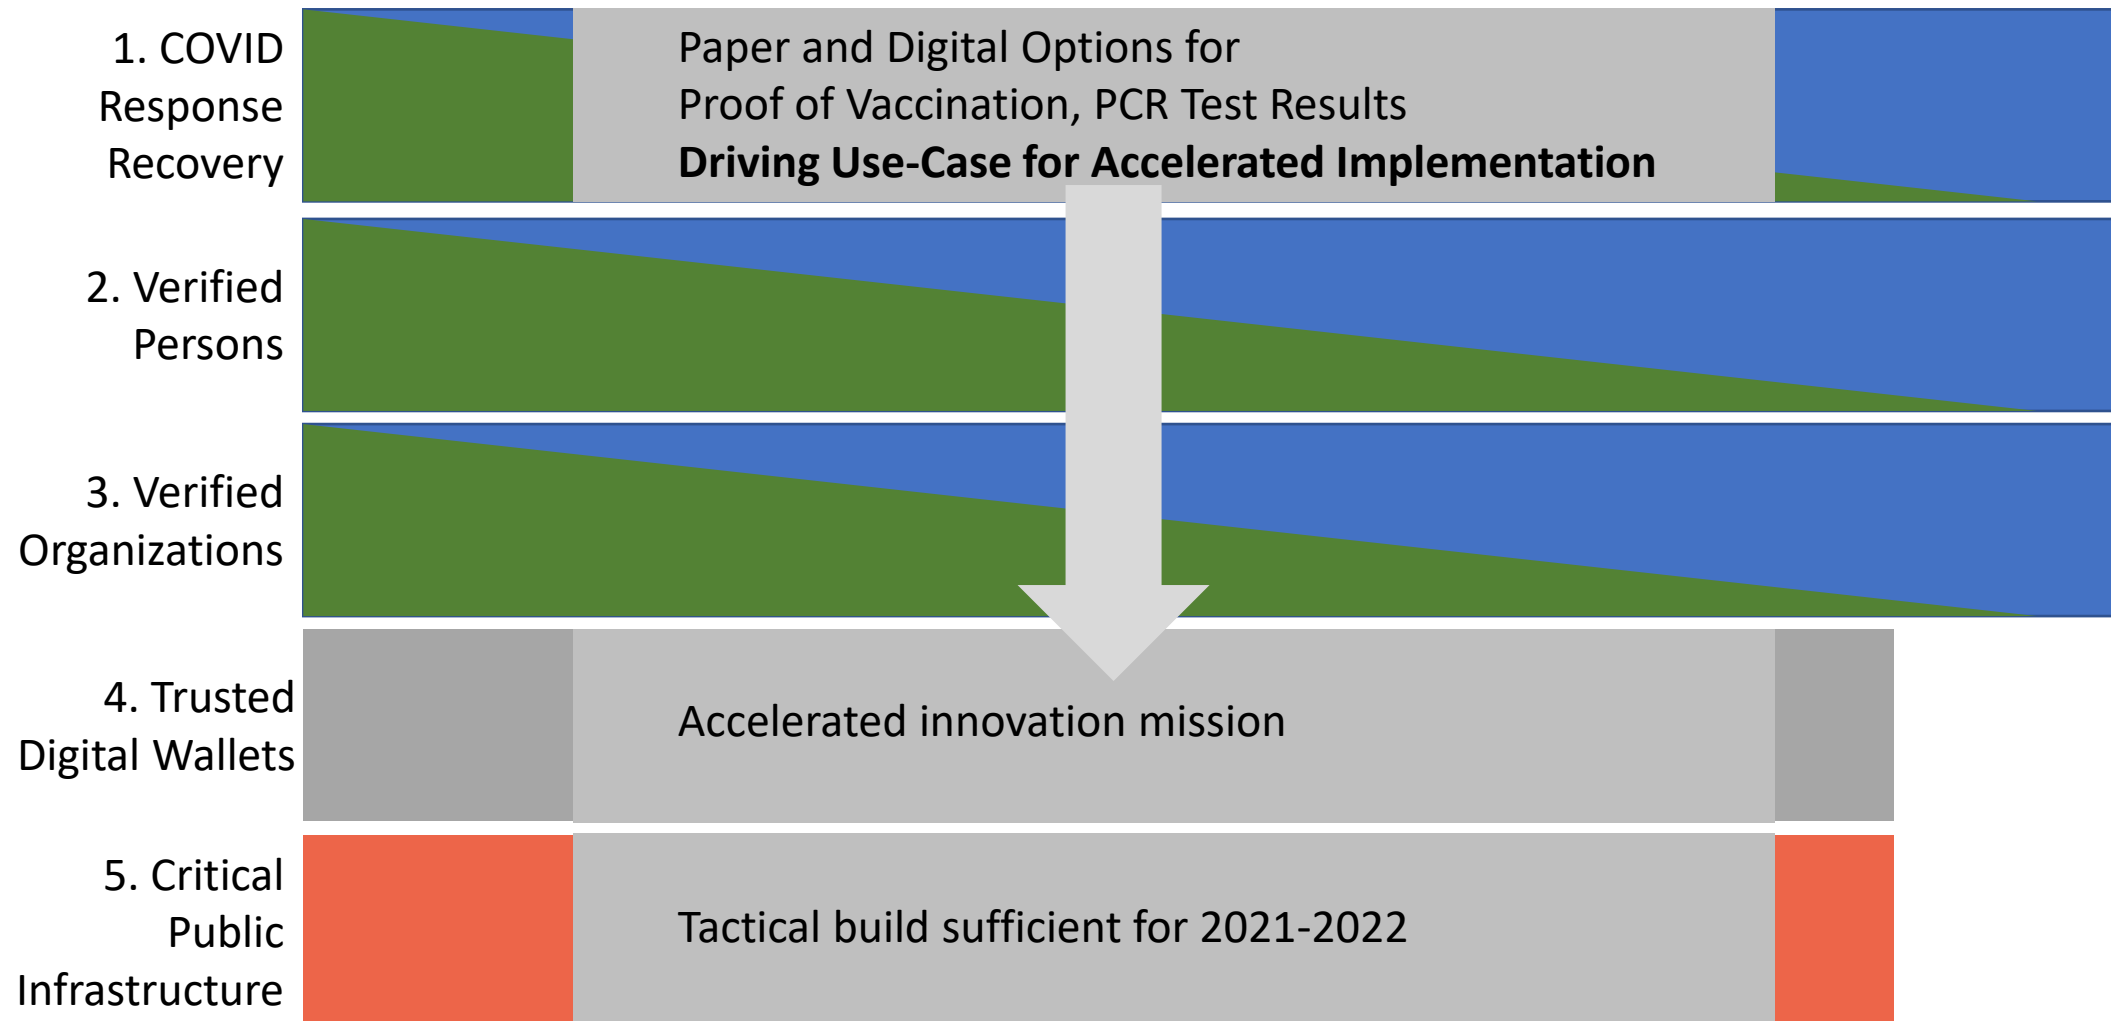 1. COVID
Response
Recovery
Paper and Digital Options for
Proof of Vaccination, PCR Test Results
Driving Use-Case for Accelerated Implementation
2. Verified
Persons
3. Verified
Organizations
4. Trusted
Digital Wallets
Accelerated innovation mission
5. Critical
Public
Infrastructure
Tactical build sufficient for 2021-2022